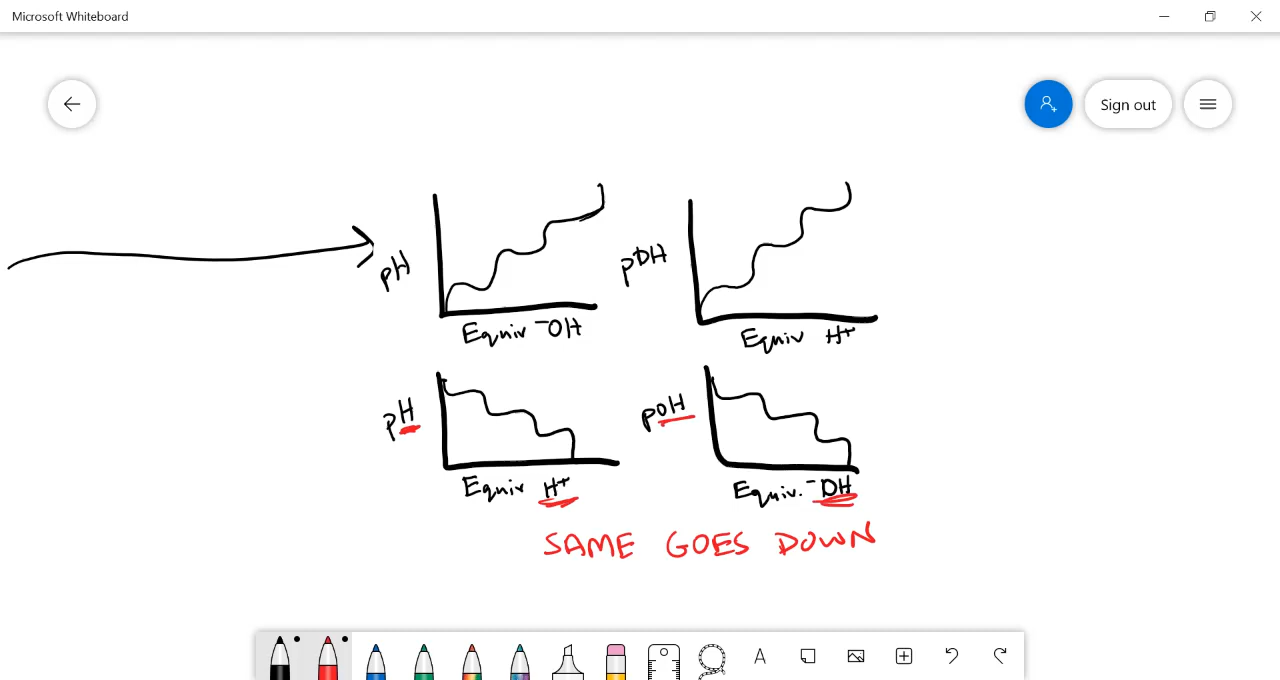 Microsoft Whiteboard
Sign out
pH
Equiv ⁻OH
pOH
Equiv H⁺
pH
Equiv H⁺
pOH
Equiv. ⁻OH
SAME GOES DOWN
A